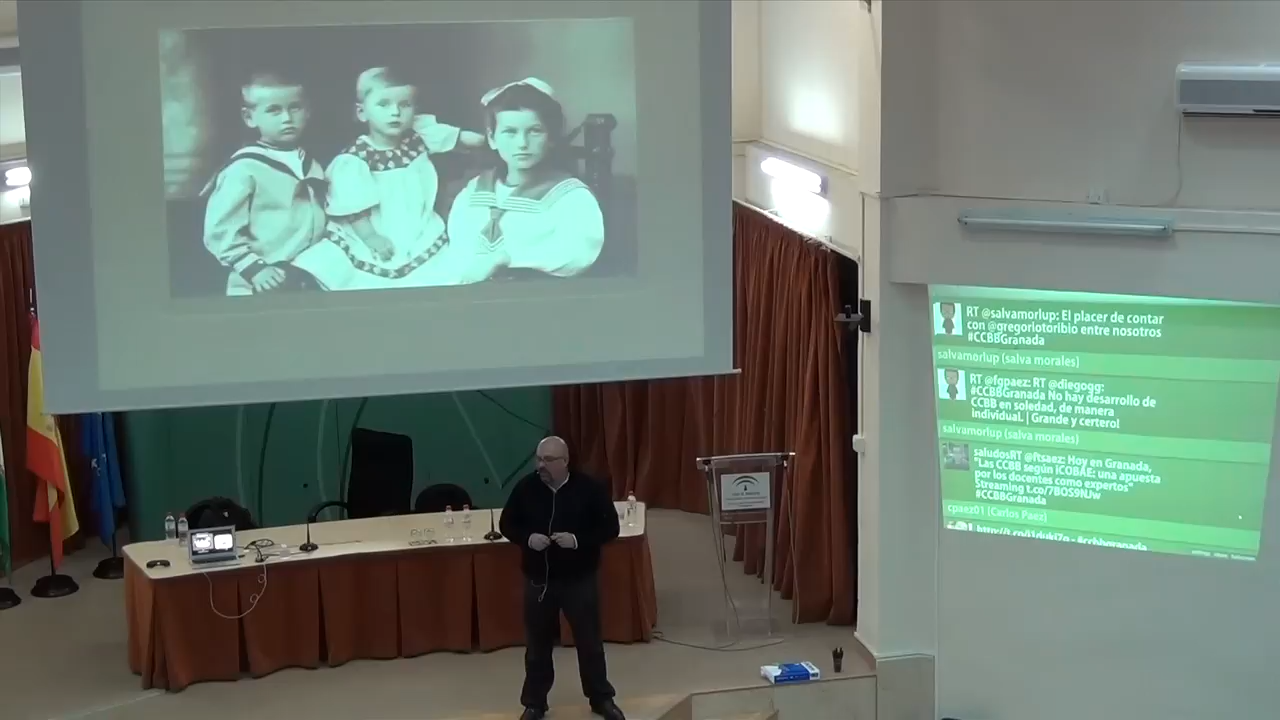 RT @salvamorlup: El placer de contar
con @gregoriotoribio entre nosotros
#CCBBGranada
salvamorlup (salva morales)
RT @fgpaez: RT @diegogg:
#CCBBGranada No hay desarrollo de
CCBB en soledad, de manera
individual. | Grande y certero!
salvamorlup (salva morales)
saludosRT @ftsaez: Hoy en Granada,
"Las CCBB según ICOBAE: una apuesta
por los docentes como expertos"
Streaming t.co/7BOS9NJw
#CCBBGranada
cpaez01 (Carlos Paez)
#ccbbgranada